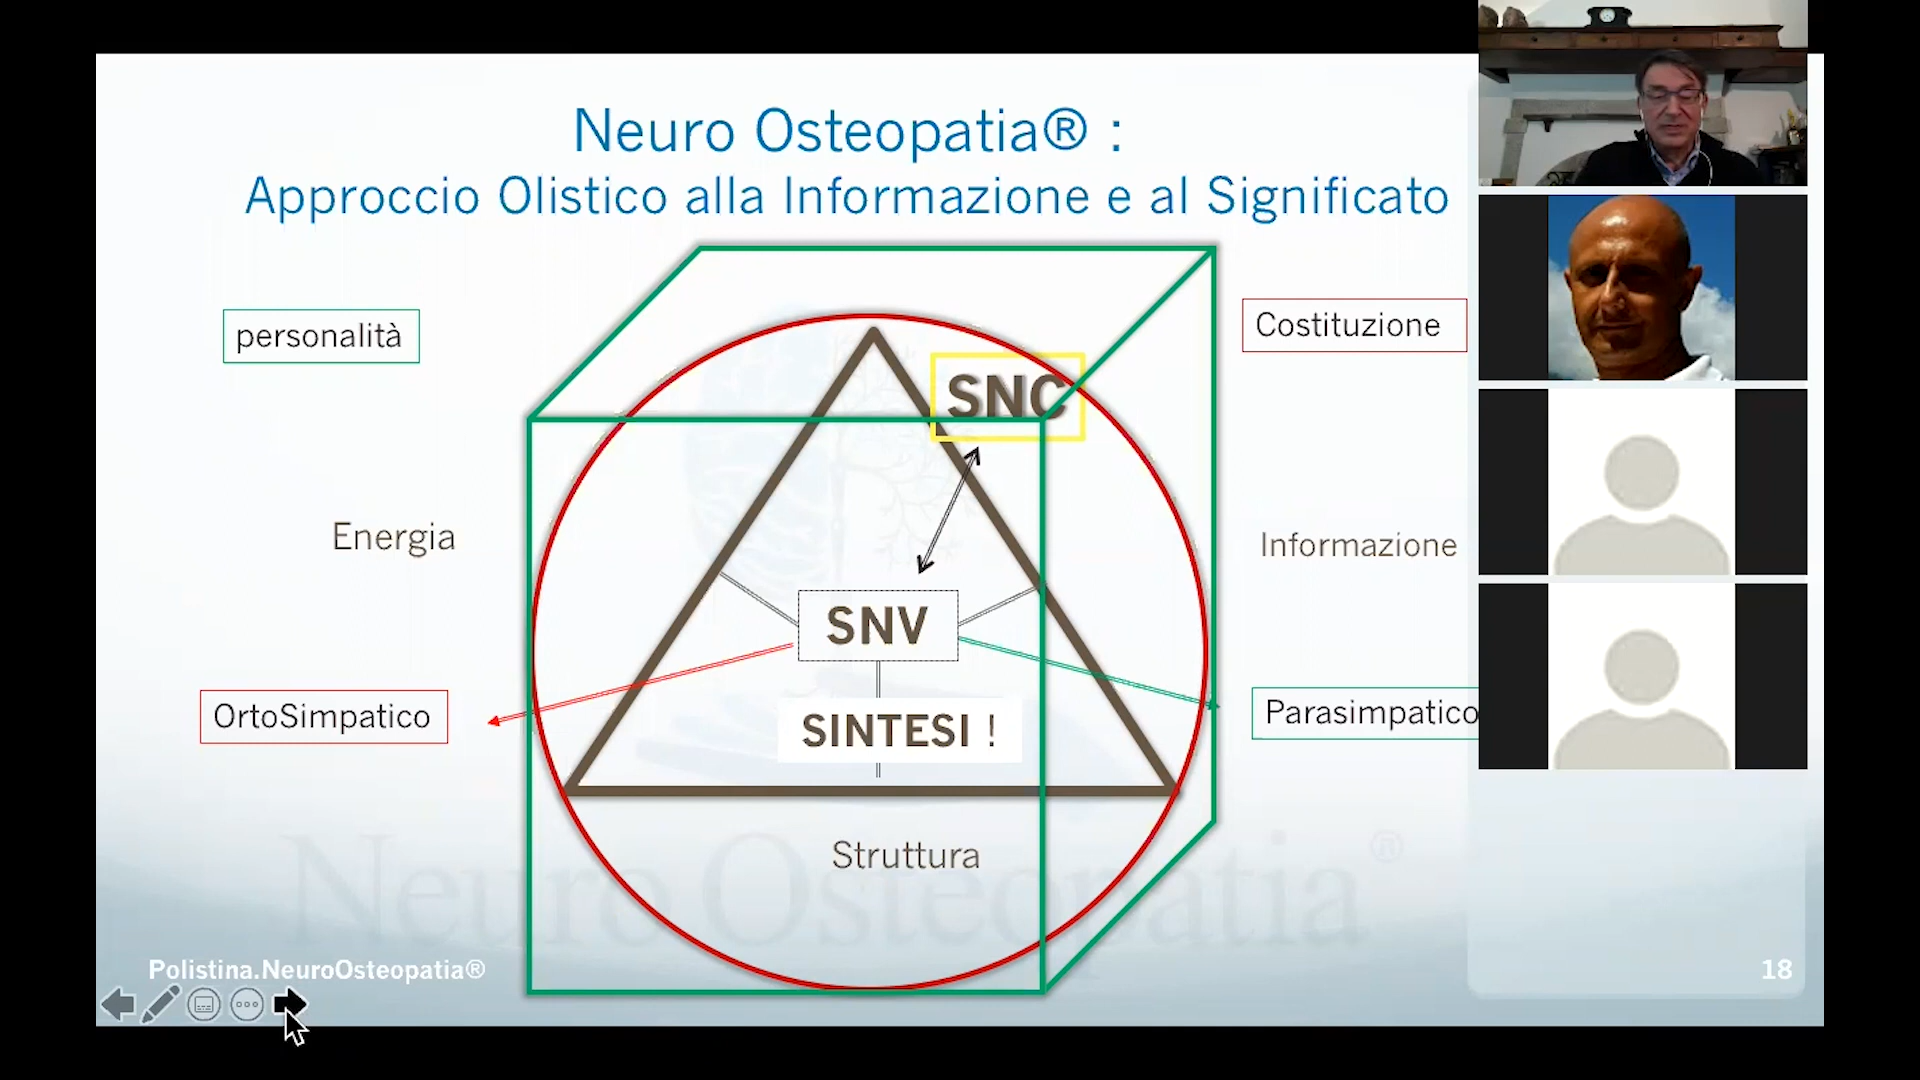 Neuro Osteopatia® :
Approccio Olistico alla Informazione e al Significato
personalità
Costituzione
SNC
Energia
Informazione
SNV
OrtoSimpatico
Parasimpatico
SINTESI !
Struttura
Neuro Osteopatia®
Polistina.NeuroOsteopatia®
18